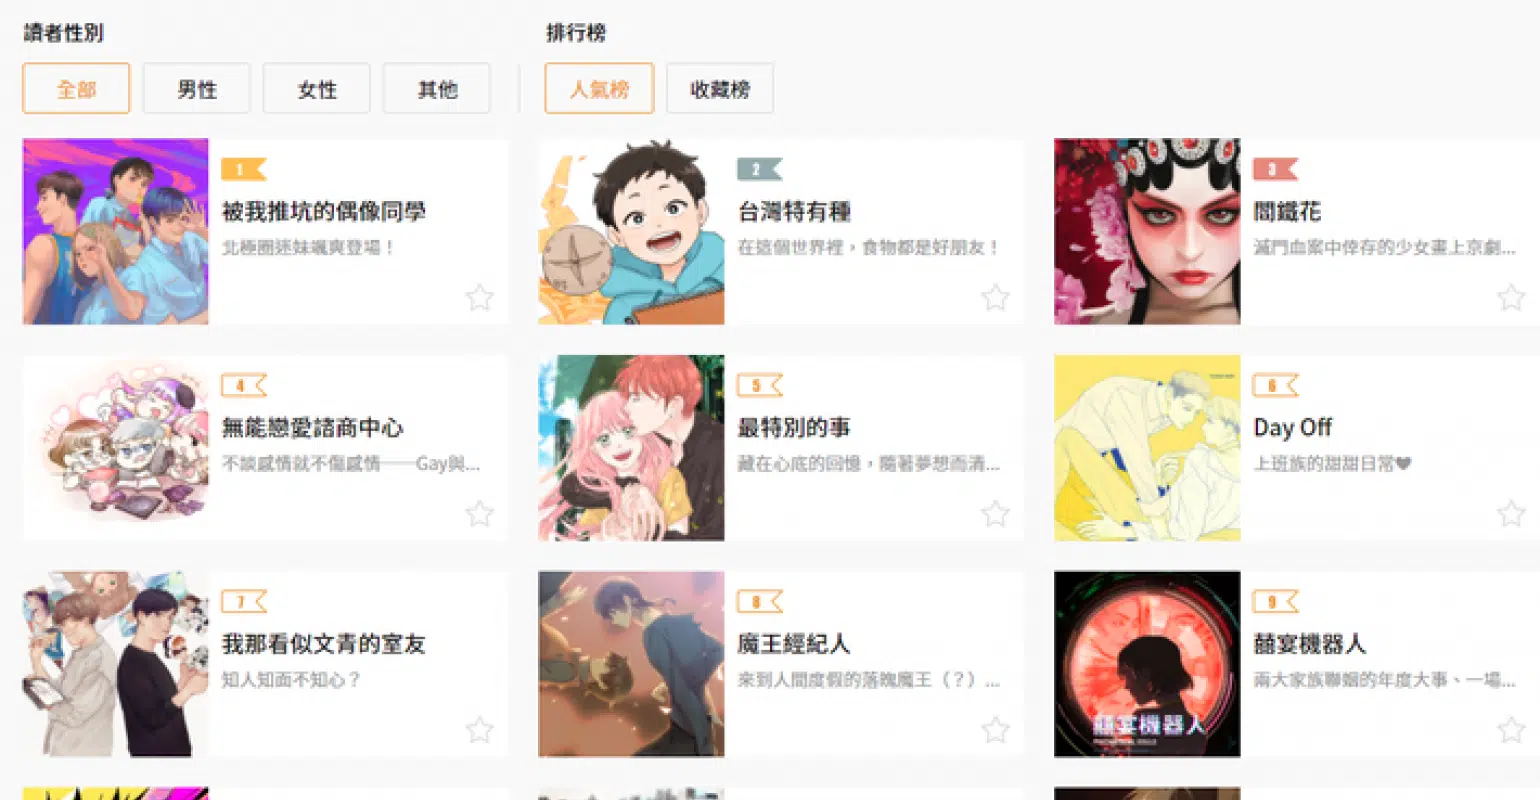 讀者性別
全部
男性
女性
其他
排行榜
人氣榜
收藏榜
1
被我推坑的偶像同學
北極圈迷妹颯爽登場！
2
台灣特有種
在這個世界裡，食物都是好朋友！
3
閻鐵花
滅門血案中倖存的少女畫上京劇...
4
無能戀愛諮商中心
不談感情就不傷感情——Gay與...
5
最特別的事
藏在心底的回憶，隨著夢想而清...
6
Day Off
上班族的甜甜日常♥
7
我那看似文青的室友
知人知面不知心？
8
魔王經紀人
來到人間度假的落魄魔王（？）...
9
囍宴機器人
兩大家族聯姻的年度大事、一場...
囍宴機器人